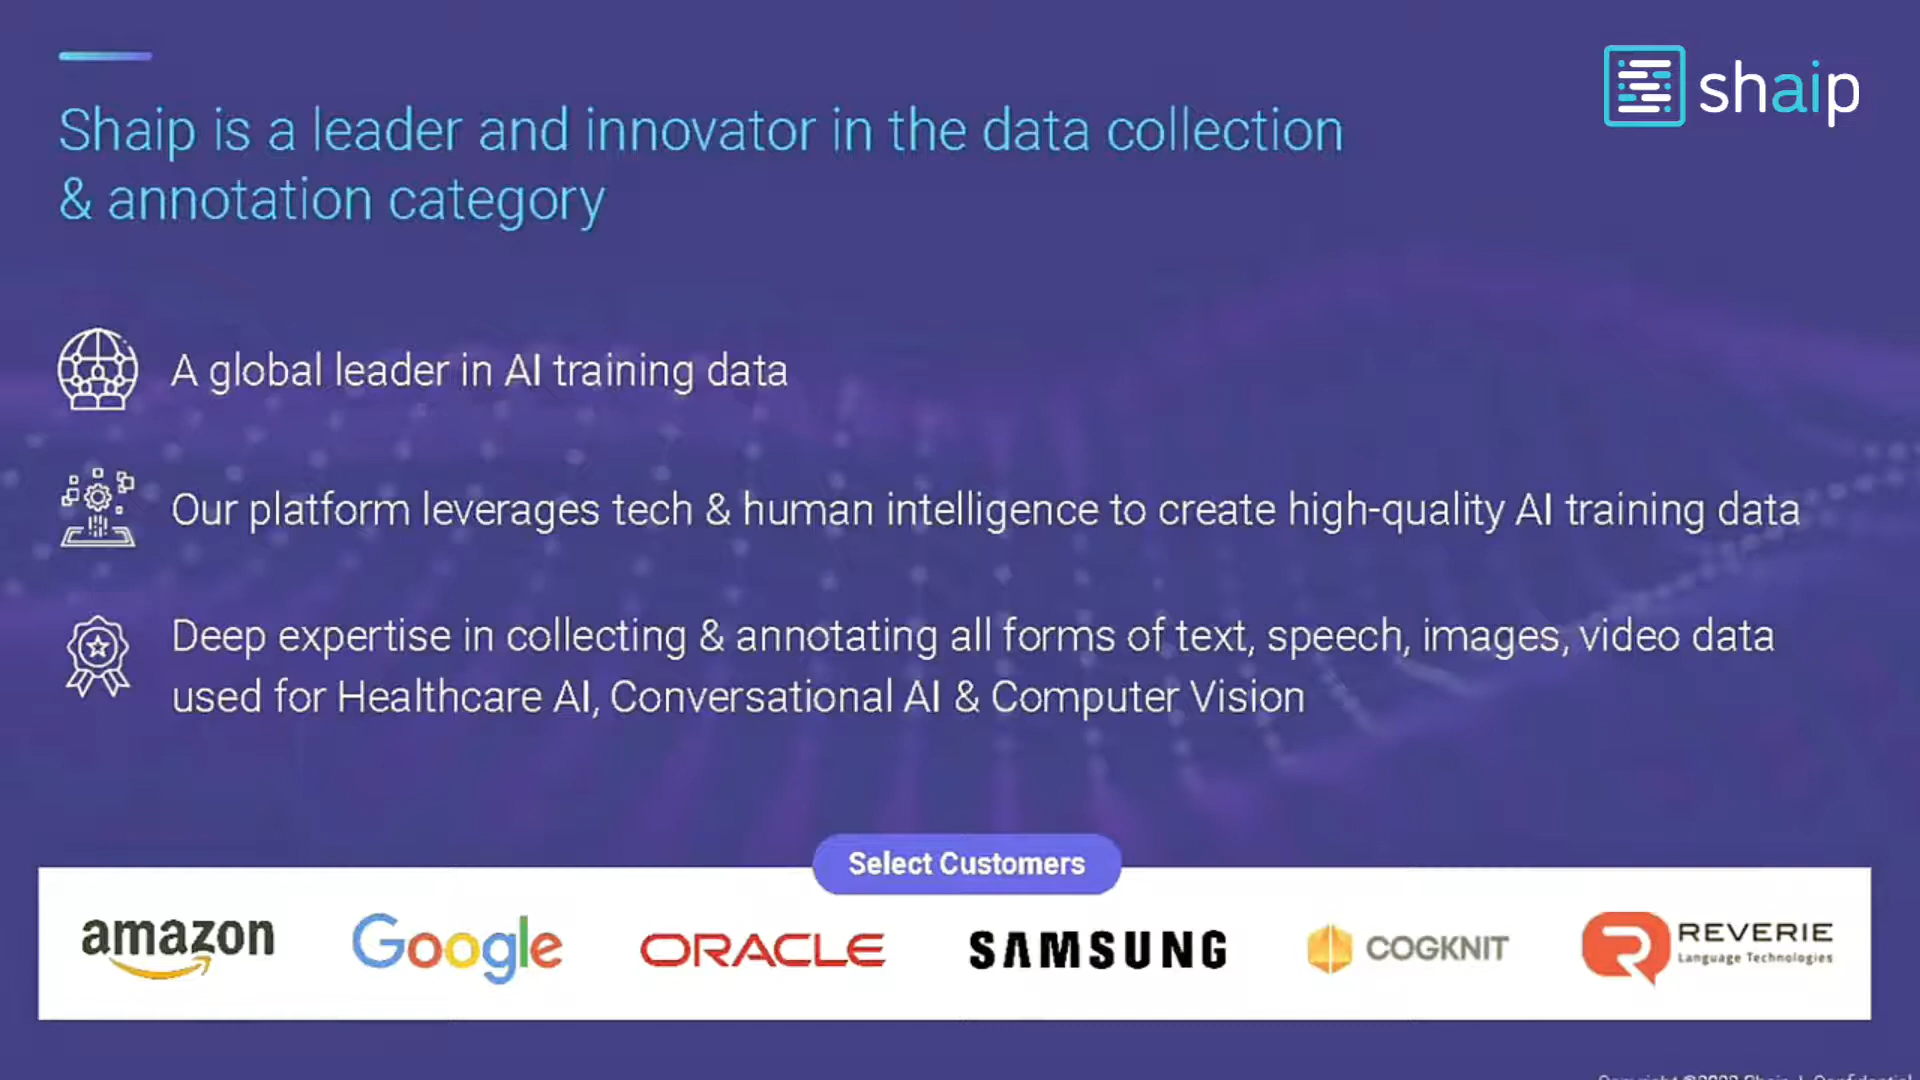 shaip
Shaip is a leader and innovator in the data collection
& annotation category
A global leader in AI training data
Our platform leverages tech & human intelligence to create high-quality AI training data
Deep expertise in collecting & annotating all forms of text, speech, images, video data
used for Healthcare AI, Conversational AI & Computer Vision
Select Customers
amazon
Google
ORACLE
SAMSUNG
COGKNIT
REVERIE
Language Technologies